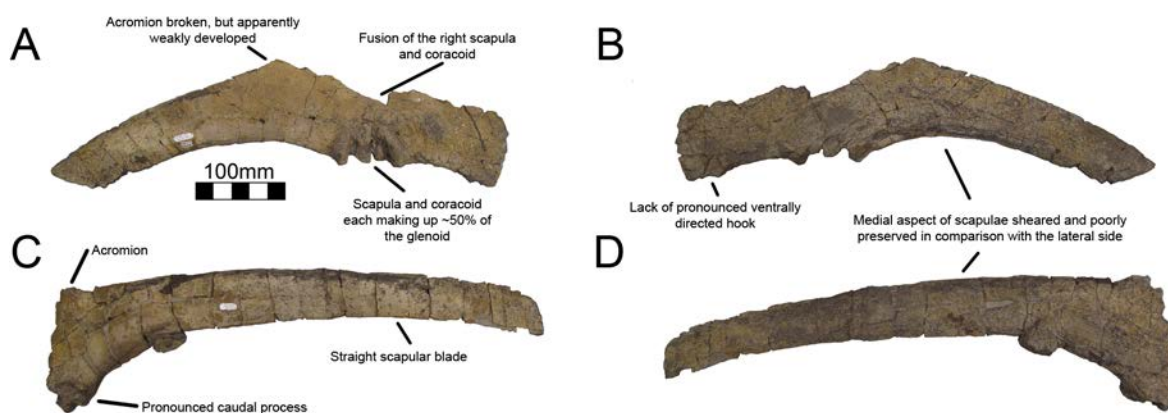 A
Acromion broken, but apparently
weakly developed
Fusion of the right scapula
and coracoid
B
100mm
Scapula and coracoid
each making up ~50% of
the glenoid
Lack of pronounced ventrally
directed hook
Medial aspect of scapulae sheared and poorly
preserved in comparison with the lateral side
C
Acromion
D
Straight scapular blade
Pronounced caudal process